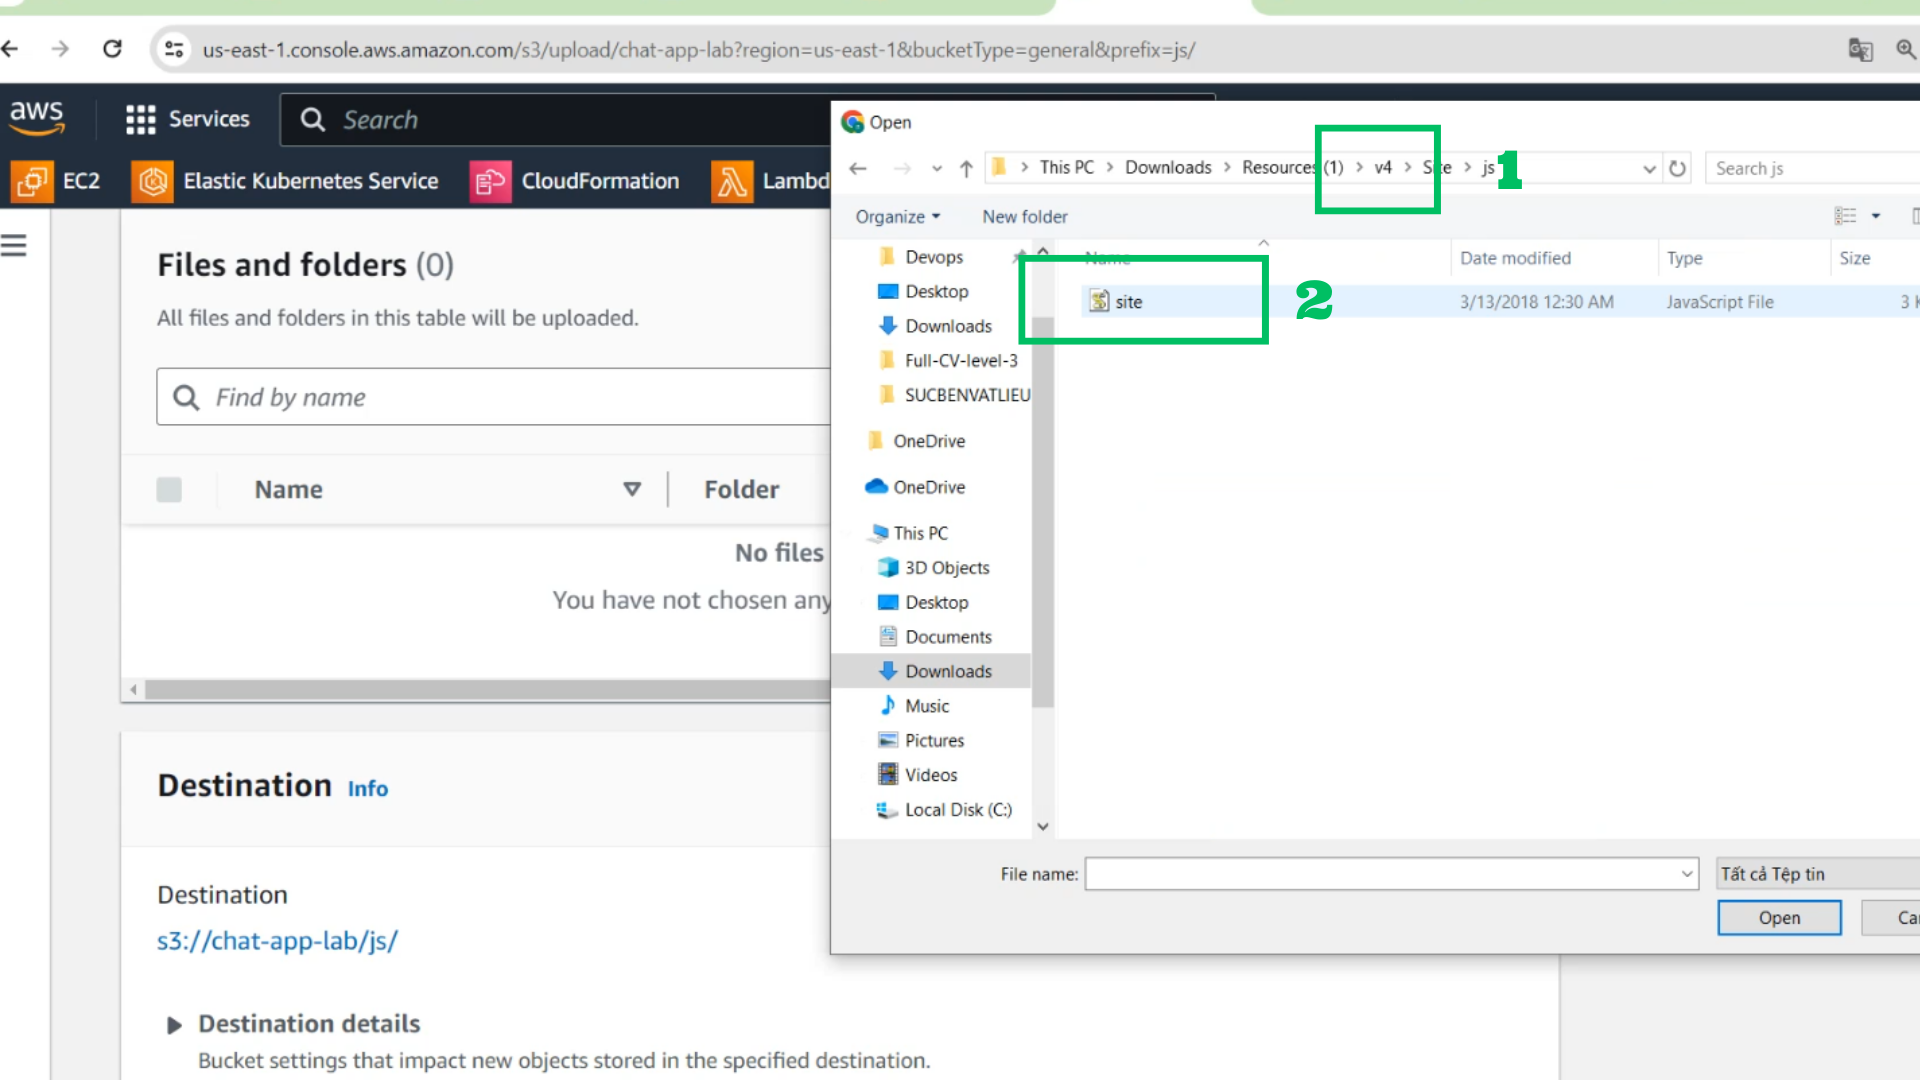 us-east-1.console.aws.amazon.com/s3/upload/chat-app-lab?region=us-east-1&bucketType=general&prefix=js/
aws
Services
Search
EC2
Elastic Kubernetes Service
CloudFormation
Lambd
Files and folders (0)
All files and folders in this table will be uploaded.
Find by name
Name
Folder
No files
You have not chosen any
Destination Info
Destination
s3://chat-app-lab/js/
Destination details
Bucket settings that impact new objects stored in the specified destination.
Open
This PC > Downloads > Resources (1) > v4 > Site > js
1
Search js
Organize
New folder
Name
Date modified
Type
Size
site
3/13/2018 12:30 AM
JavaScript File
3 K
2
Devops
Desktop
Downloads
Full-CV-level-3
SUCBENVATLIEU
OneDrive
OneDrive
This PC
3D Objects
Desktop
Documents
Downloads
Music
Pictures
Videos
Local Disk (C:)
File name:
Tất cả Tệp tin
Open
Can